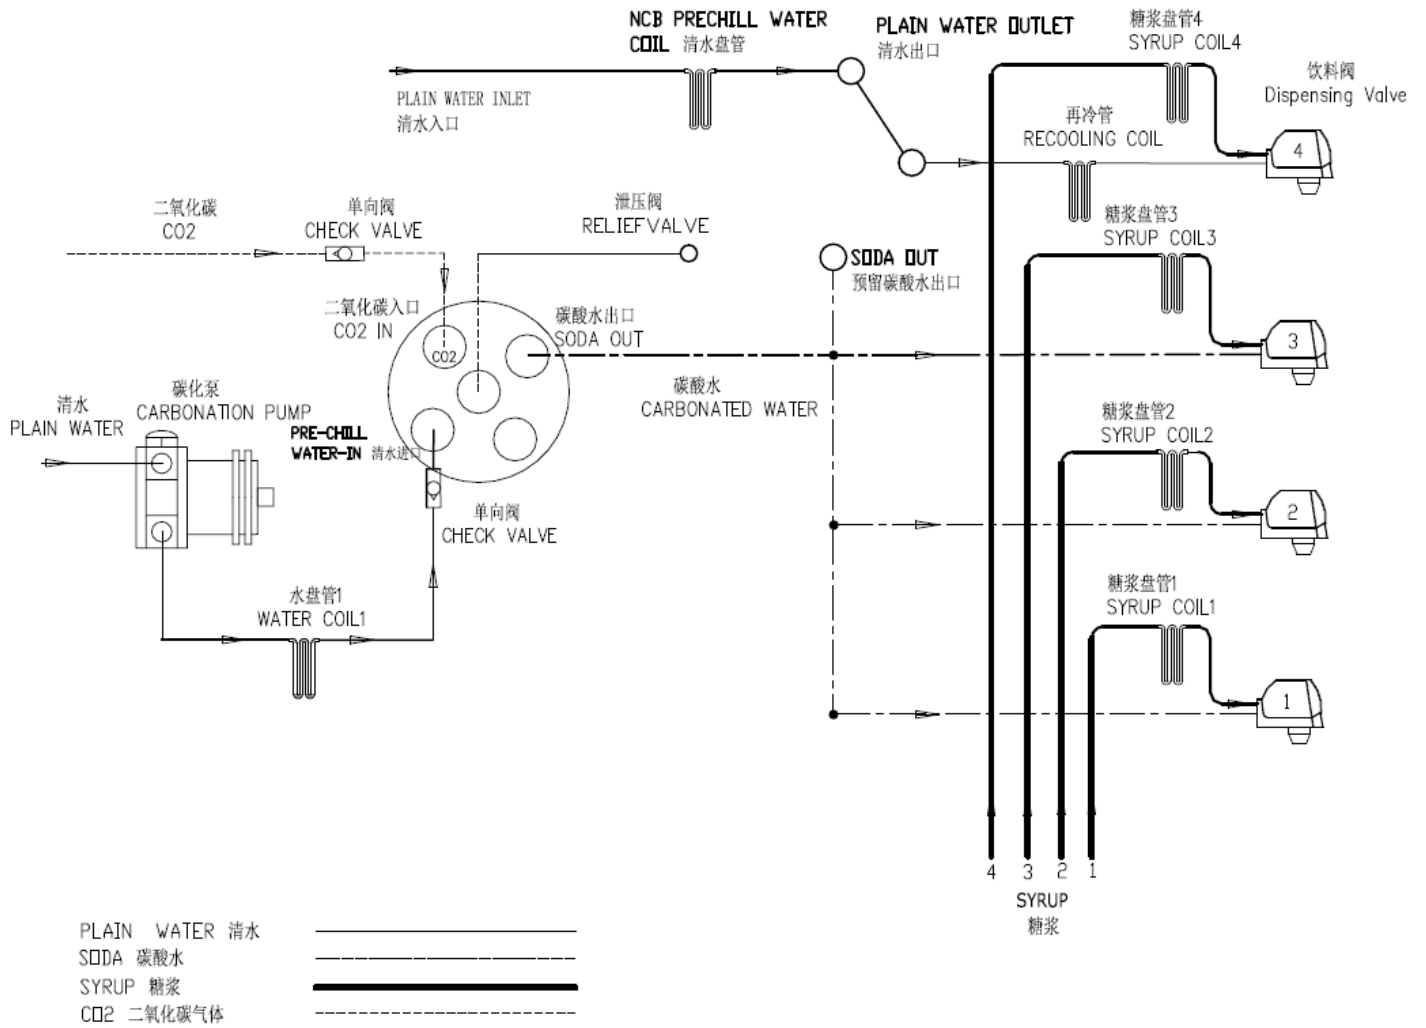 NCB PRECHILL WATER
COIL 清水盘管
PLAIN WATER OUTLET
清水出口
糖浆盘管4
SYRUP COIL4
饮料阀
Dispensing Valve
PLAIN WATER INLET
清水入口
再冷管
RECOOLING COIL
4
二氧化碳
CO2
单向阀
CHECK VALVE
泄压阀
RELIEFVALVE
糖浆盘管3
SYRUP COIL3
SODA OUT
预留碳酸水出口
二氧化碳入口
CO2 IN
碳酸水出口
SODA OUT
CO2
3
清水
PLAIN WATER
碳化泵
CARBONATION PUMP
碳酸水
CARBONATED WATER
糖浆盘管2
SYRUP COIL2
PRE-CHILL
WATER-IN 清水进口
单向阀
CHECK VALVE
2
水盘管1
WATER COIL1
糖浆盘管1
SYRUP COIL1
1
4 3 2 1
SYRUP
糖浆
PLAIN WATER 清水
SODA 碳酸水
SYRUP 糖浆
CO2 二氧化碳气体